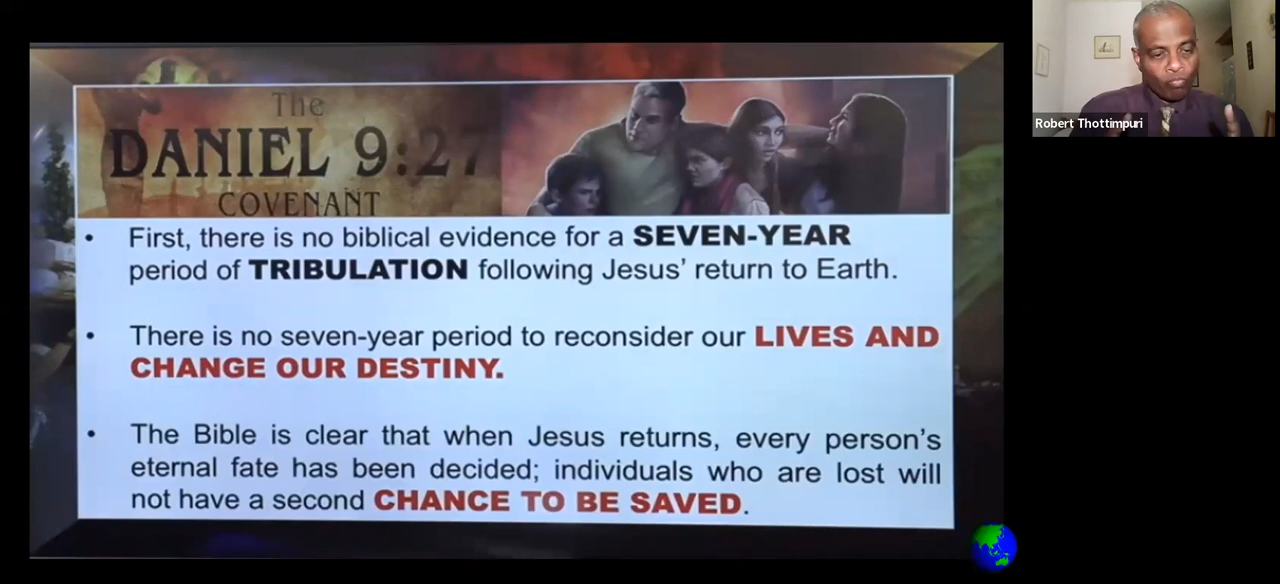 The
DANIEL 9:27
COVENANT
• First, there is no biblical evidence for a SEVEN-YEAR
period of TRIBULATION following Jesus’ return to Earth.
• There is no seven-year period to reconsider our LIVES AND
CHANGE OUR DESTINY.
• The Bible is clear that when Jesus returns, every person’s
eternal fate has been decided; individuals who are lost will
not have a second CHANCE TO BE SAVED.
Robert Thottimpuri